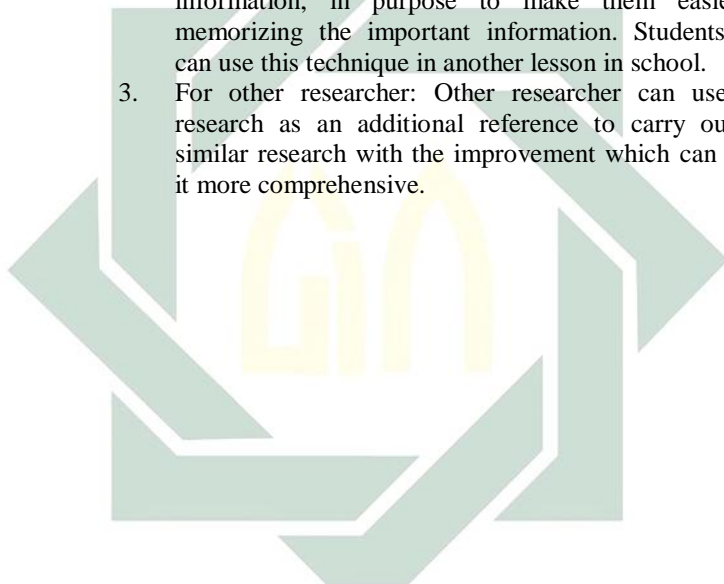 information, in purpose to make them easie
memorizing the important information. Students
can use this technique in another lesson in school.
3. For other researcher: Other researcher can use
research as an additional reference to carry ou
similar research with the improvement which can
it more comprehensive.